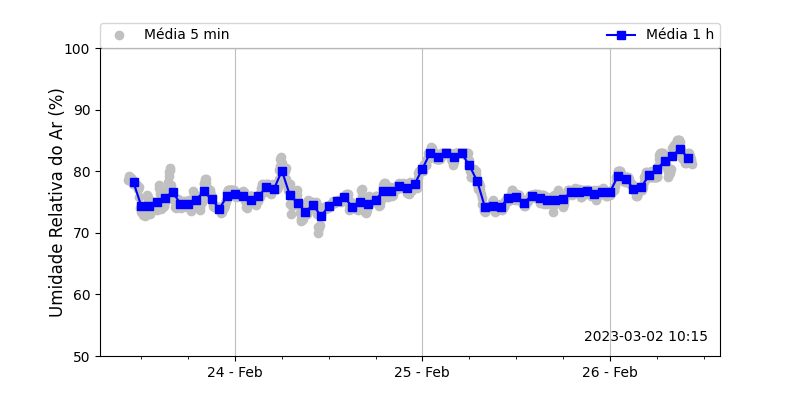 Média 5 min
Média 1 h
Umidade Relativa do Ar (%)
100
90
80
70
60
50
2023-03-02 10:15
24 - Feb
25 - Feb
26 - Feb